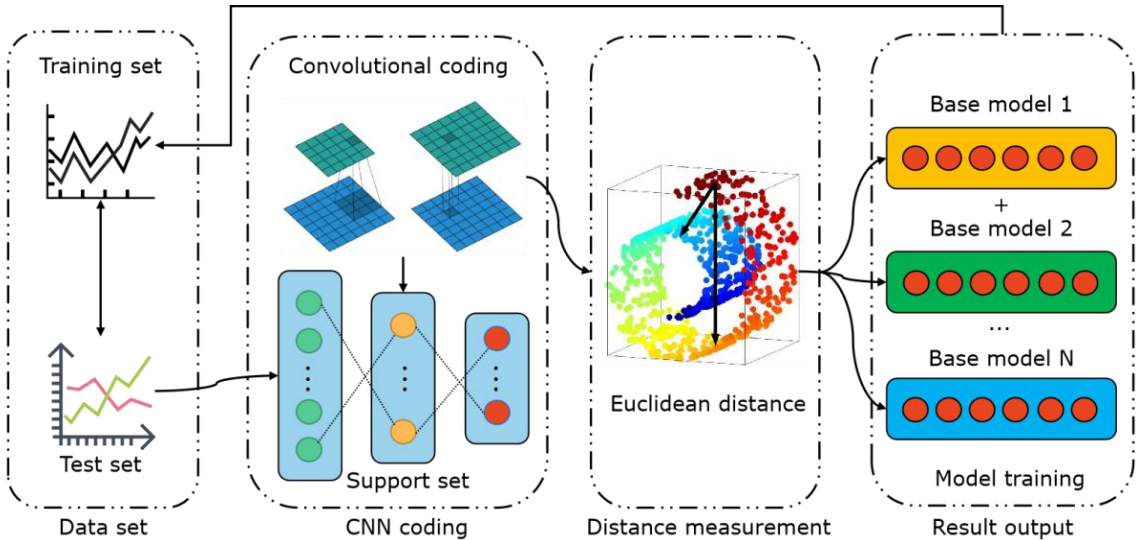 Training set
Test set
Data set
Convolutional coding
Support set
CNN coding
Euclidean distance
Distance measurement
Base model 1
+
Base model 2
...
Base model N
Model training
Result output